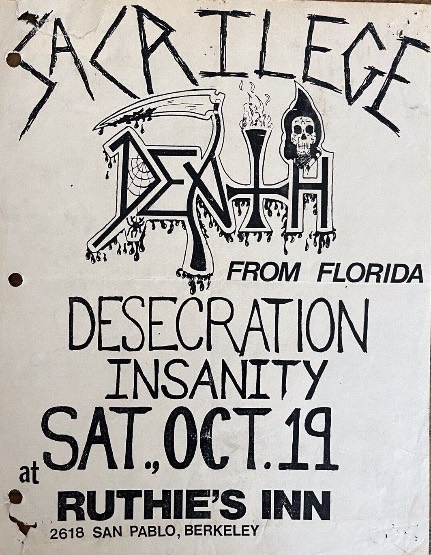 SACRILEGE
DEATH
FROM FLORIDA
DESECRATION
INSANITY
SAT., OCT. 19
at
RUTHIE'S INN
2618 SAN PABLO, BERKELEY